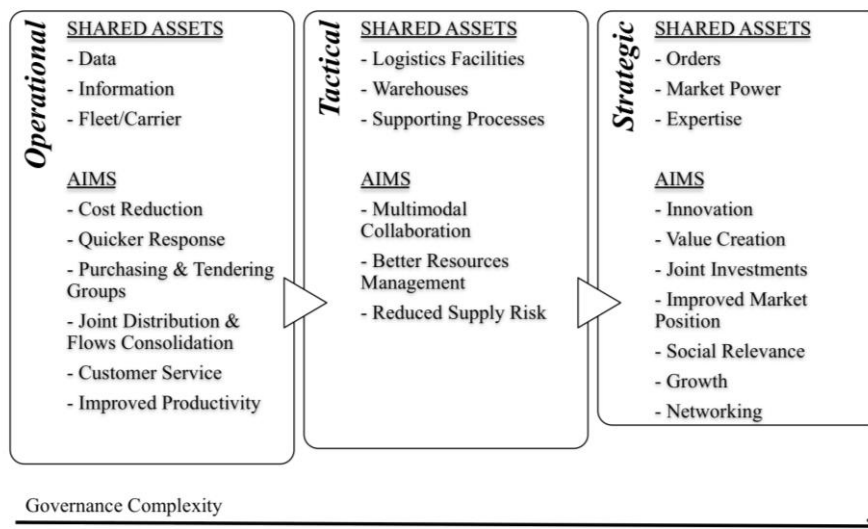 Operational
SHARED ASSETS
- Data
- Information
- Fleet/Carrier
AIMS
- Cost Reduction
- Quicker Response
- Purchasing & Tendering
Groups
- Joint Distribution &
Flows Consolidation
- Customer Service
- Improved Productivity
Tactical
SHARED ASSETS
- Logistics Facilities
- Warehouses
- Supporting Processes
AIMS
- Multimodal
Collaboration
- Better Resources
Management
- Reduced Supply Risk
Strategic
SHARED ASSETS
- Orders
- Market Power
- Expertise
AIMS
- Innovation
- Value Creation
- Joint Investments
- Improved Market
Position
- Social Relevance
- Growth
- Networking
Governance Complexity